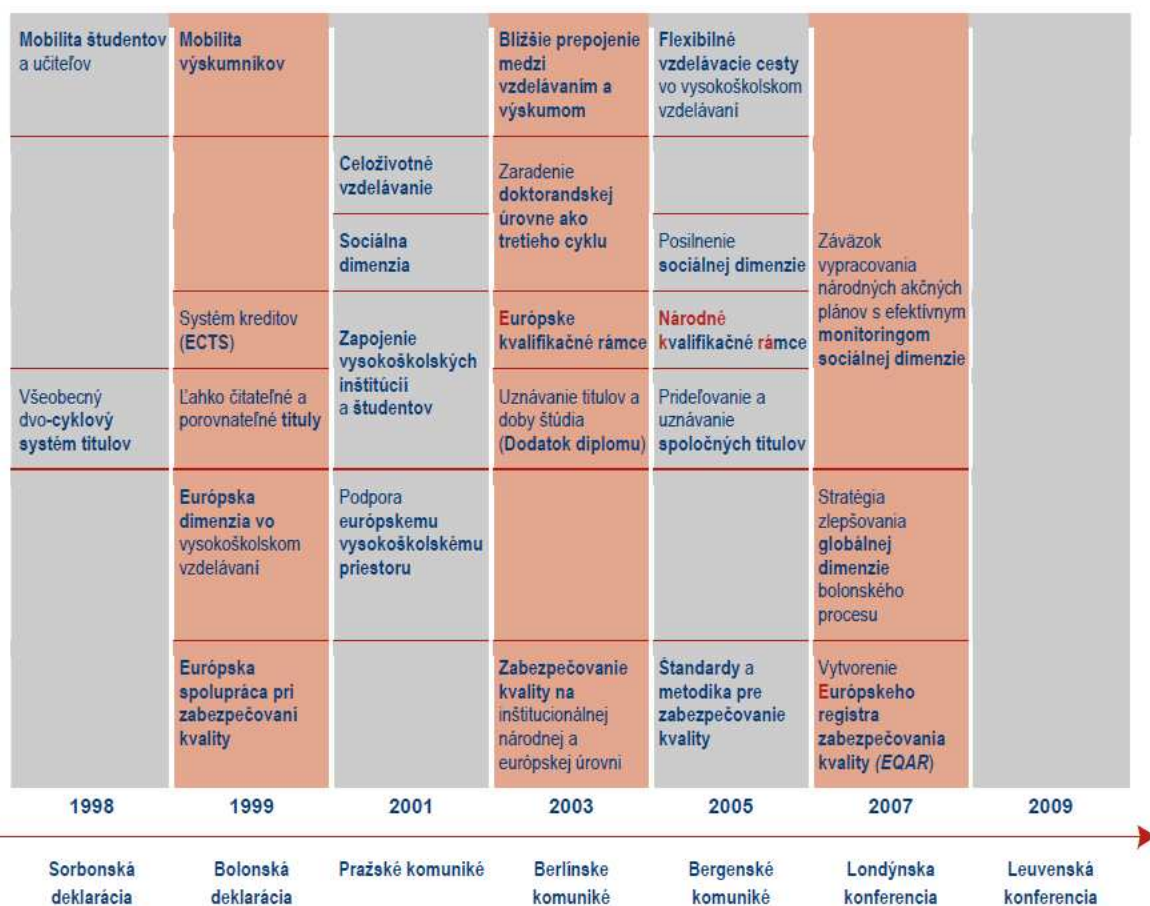 Mobilita študentov
a učiteľov
Mobilita
výskumníkov
Bližšie prepojenie
medzi
vzdelávaním a
výskumom
Flexibilné
vzdelávacie cesty
vo vysokoškolskom
vzdelávaní
Celoživotné
vzdelávanie
Zaradenie
doktorandskej
úrovne ako
tretieho cyklu
Sociálna
dimenzia
Posilnenie
sociálnej dimenzie
Záväzok
vypracovania
národných akčných
plánov s efektívnym
monitoringom
sociálnej dimenzie
Systém kreditov
(ECTS)
Zapojenie
vysokoškolských
inštitúcií
a študentov
Európske
kvalifikačné rámce
Národné
kvalifikačné rámce
Všeobecný
dvo-cyklový
systém titulov
Ľahko čitateľné a
porovnateľné tituly
Uznávanie titulov a
doby štúdia
(Dodatok diplomu)
Prideľovanie a
uznávanie
spoločných titulov
Európska
dimenzia vo
vysokoškolskom
vzdelávaní
Podpora
európskemu
vysokoškolskému
priestoru
Stratégia
zlepšovania
globálnej
dimenzie
bolonského
procesu
Európska
spolupráca pri
zabezpečovaní
kvality
Zabezpečovanie
kvality na
inštitucionálnej
národnej a
európskej úrovni
Štandardy a
metodika pre
zabezpečovanie
kvality
Vytvorenie
Európskeho
registra
zabezpečovania
kvality (EQAR)
1998 1999 2001 2003 2005 2007 2009
Sorbonská
deklarácia
Bolonská
deklarácia
Pražské komuniké
Berlínske
komuniké
Bergenské
komuniké
Londýnska
konferencia
Leuvenská
konferencia